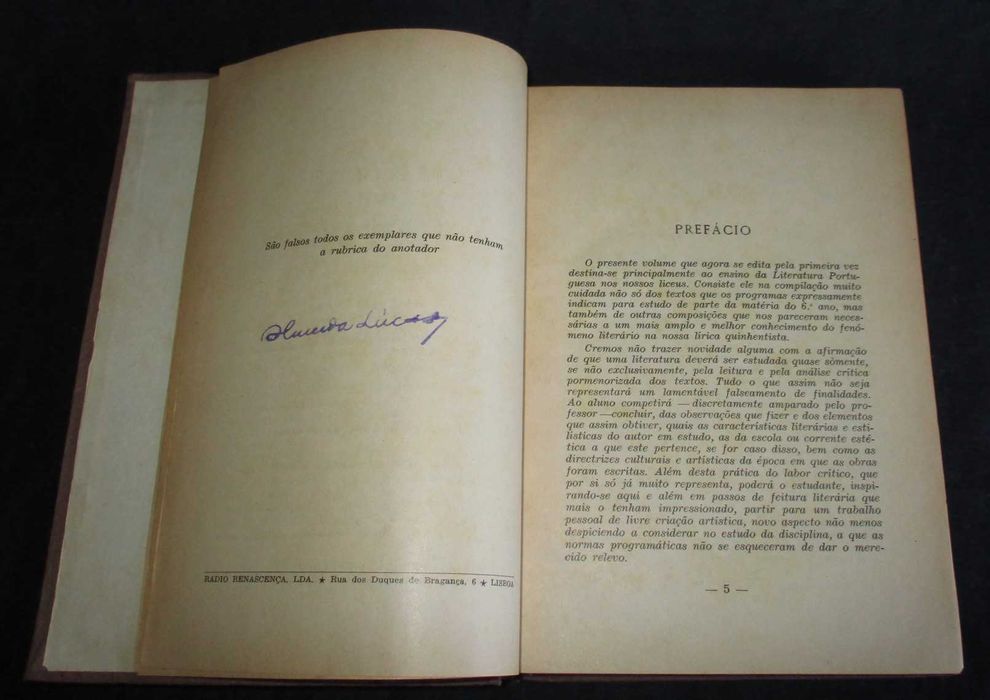 São falsos todos os exemplares que não tenham
a rubrica do anotador
Almeida Lucas
RÁDIO RENASCENÇA, LDA. ★ Rua dos Duques de Bragança, 6 ★ LISBOA
PREFÁCIO
O presente volume que agora se edita pela primeira vez
destina-se principalmente ao ensino da Literatura Portu-
guesa nos nossos liceus. Consiste ele na compilação muito
cuidada não só dos textos que os programas expressamente
indicam para estudo de parte da matéria do 6.º ano, mas
também de outras composições que nos pareceram neces-
sárias a um mais amplo e melhor conhecimento do fenó-
meno literário na nossa lírica quinhentista.
Cremos não trazer novidade alguma com a afirmação
de que uma literatura deverá ser estudada quase sòmente,
se não exclusivamente, pela leitura e pela análise crítica
pormenorizada dos textos. Tudo o que assim não seja
representará um lamentável falseamento de finalidades.
Ao aluno competirá — discretamente amparado pelo pro-
fessor — concluir, das observações que fizer e dos elementos
que assim obtiver, quais as características literárias e esti-
lísticas do autor em estudo, as da escola ou corrente esté-
tica a que este pertence, se for caso disso, bem como as
directrizes culturais e artísticas da época em que as obras
foram escritas. Além desta prática do labor crítico, que
por si só já muito representa, poderá o estudante, inspi-
rando-se aqui e além em passos de feitura literária que
mais o tenham impressionado, partir para um trabalho
pessoal de livre criação artística, novo aspecto não menos
despiciendo a considerar no estudo da disciplina, a que as
normas programáticas não se esqueceram de dar o mere-
cido relevo.
— 5 —